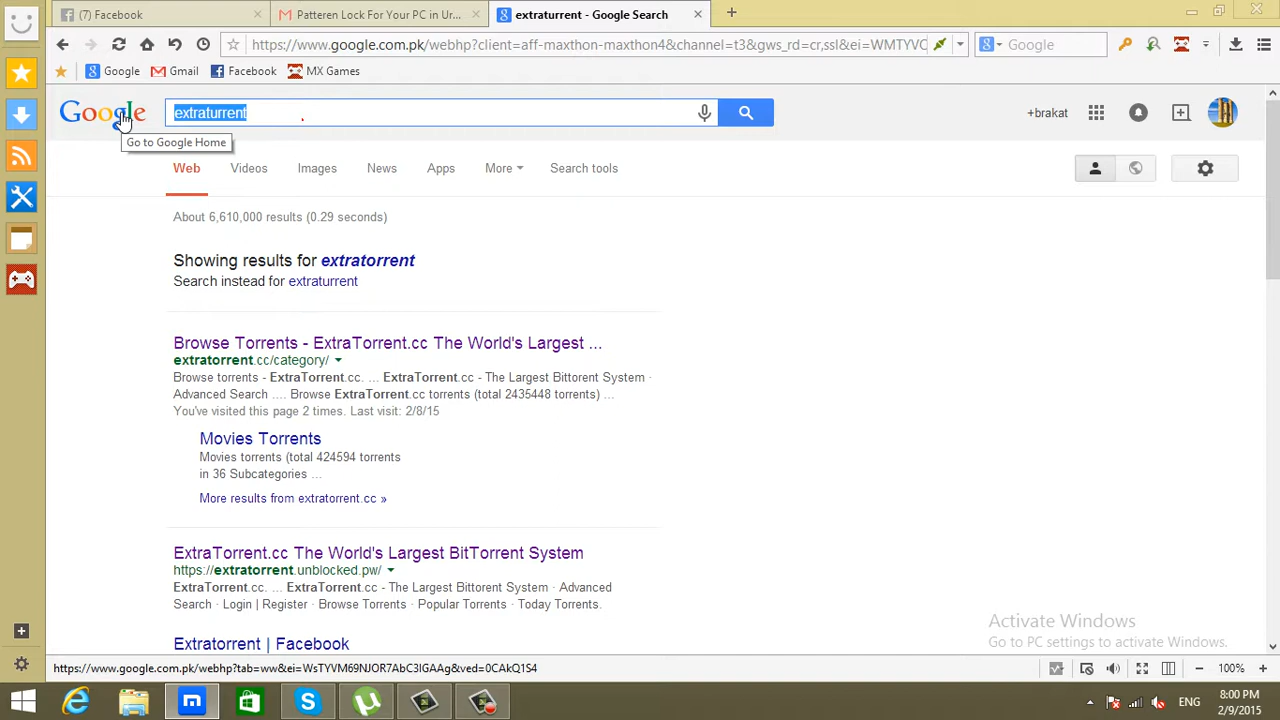 (7) Facebook
Patteren Lock For Your PC in Ur...
extraturrent - Google Search
https://www.google.com.pk/webhp?client=aff-maxthon-maxthon4&channel=t3&gws_rd=cr,ssl&ei=WMTYVC
Google
Google
Gmail
Facebook
MX Games
Google
extraturrent
+brakat
Go to Google Home
Web
Videos
Images
News
Apps
More
Search tools
About 6,610,000 results (0.29 seconds)
Showing results for extratorrent
Search instead for extraturrent
Browse Torrents - ExtraTorrent.cc The World's Largest ...
extratorrent.cc/category/
Browse torrents - ExtraTorrent.cc. ... ExtraTorrent.cc - The Largest Bittorent System ·
Advanced Search .... Browse ExtraTorrent.cc torrents (total 2435448 torrents) ...
You've visited this page 2 times. Last visit: 2/8/15
Movies Torrents
Movies torrents (total 424594 torrents
in 36 Subcategories ...
More results from extratorrent.cc »
ExtraTorrent.cc The World's Largest BitTorrent System
https://extratorrent.unblocked.pw/
ExtraTorrent.cc. ... ExtraTorrent.cc - The Largest Bittorent System · Advanced
Search · Login | Register · Browse Torrents · Popular Torrents · Today Torrents.
Extratorrent | Facebook
Activate Windows
Go to PC settings to activate Windows.
https://www.google.com.pk/webhp?tab=ww&ei=WsTYVM69NJOR7AbC3IGAAg&ved=0CAkQ1S4
100%
ENG
8:00 PM
2/9/2015